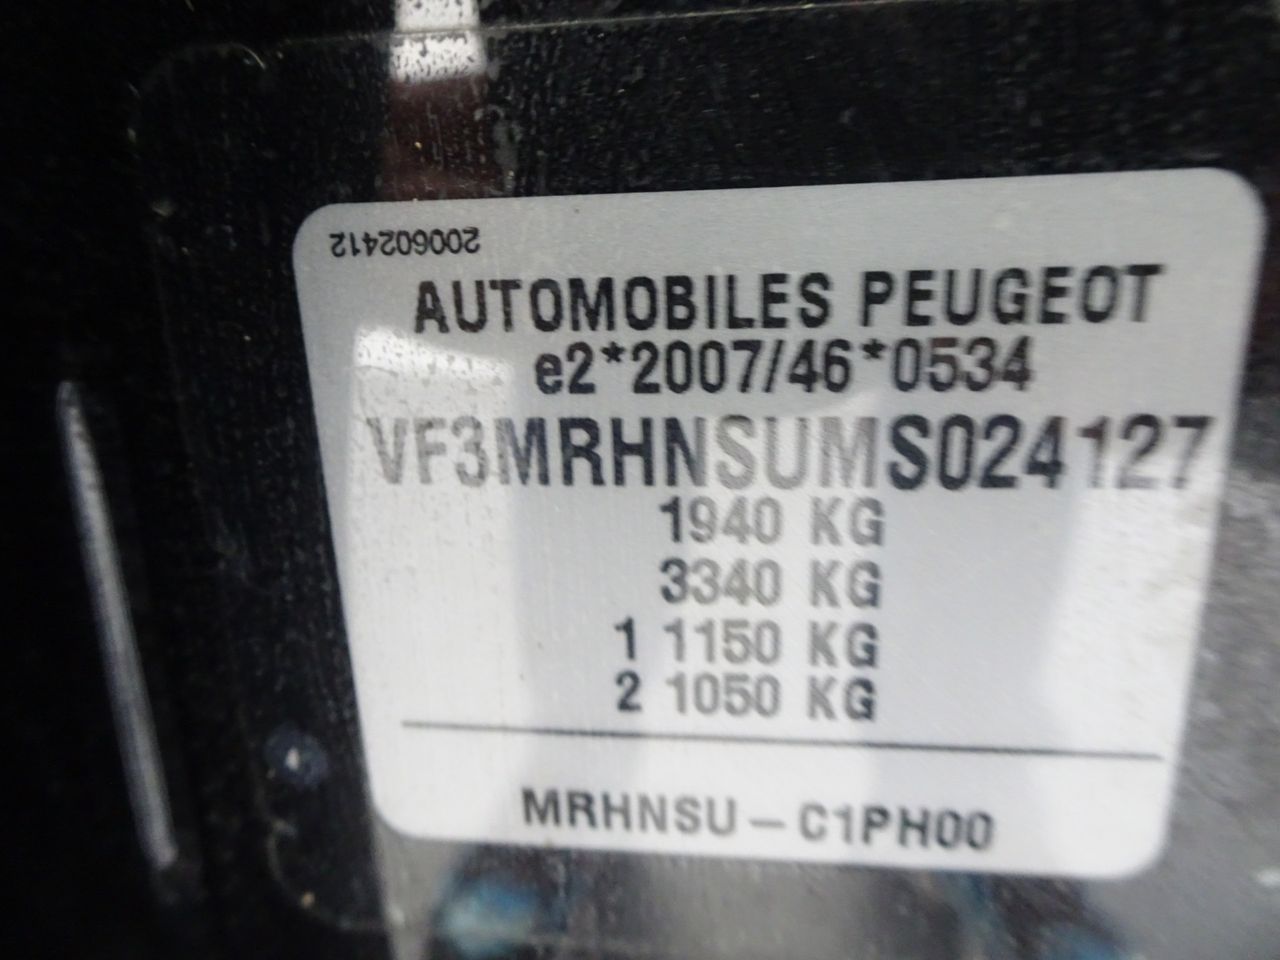 200602412
AUTOMOBILES PEUGEOT
e2*2007/46*0534
VF3MRHNSUMS024127
1940 KG
3340 KG
1 1150 KG
2 1050 KG
MRHNSU – C1PH00